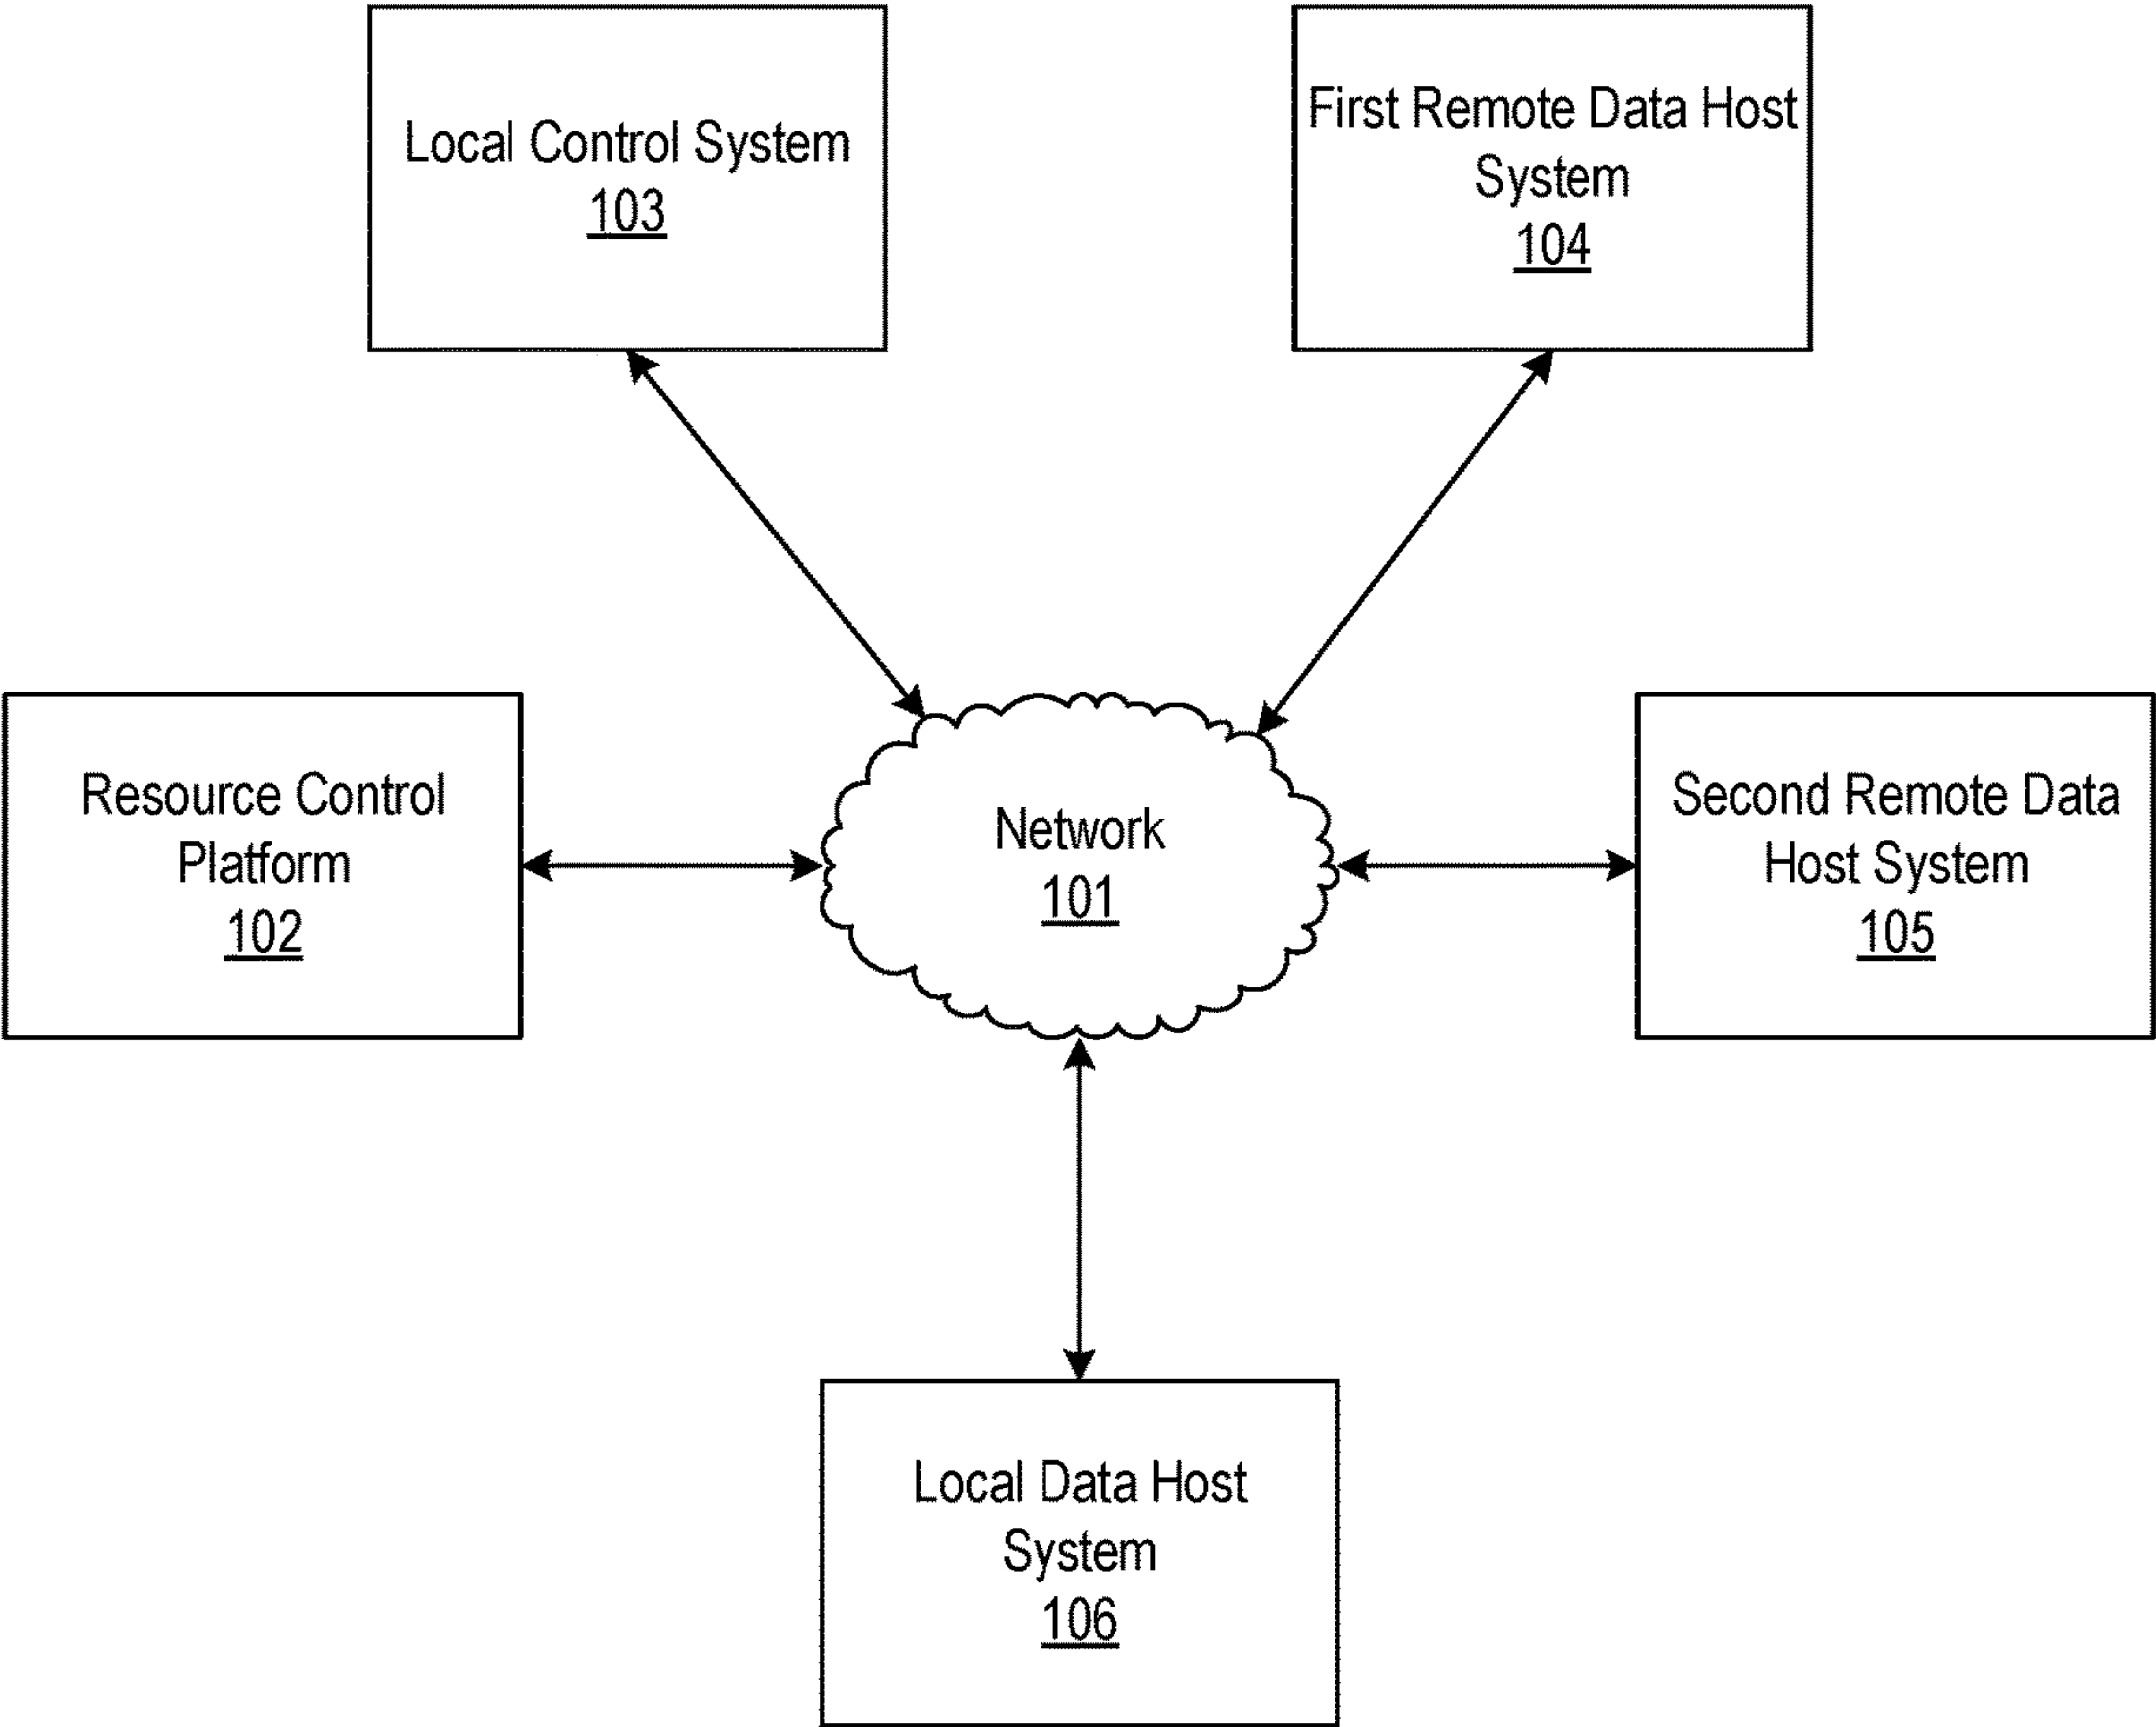 Local Control System
103
First Remote Data Host
System
104
Resource Control
Platform
102
Network
101
Second Remote Data
Host System
105
Local Data Host
System
106